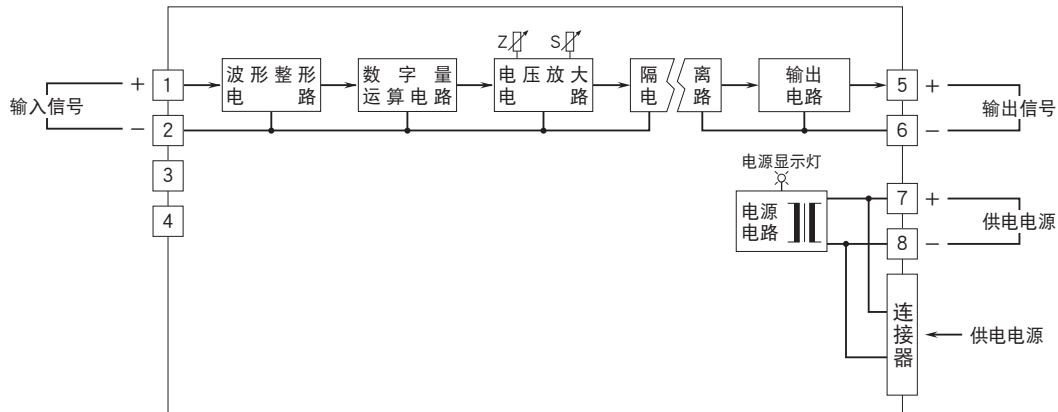 Z S
波形整形
电路
数字量
运算电路
电压放大
电路
隔离
电路
输出
电路
+ 1
输入信号
− 2
3
4
5 +
输出信号
6 −
电源显示灯
电源
电路
7 +
供电电源
8 −
连接器
供电电源